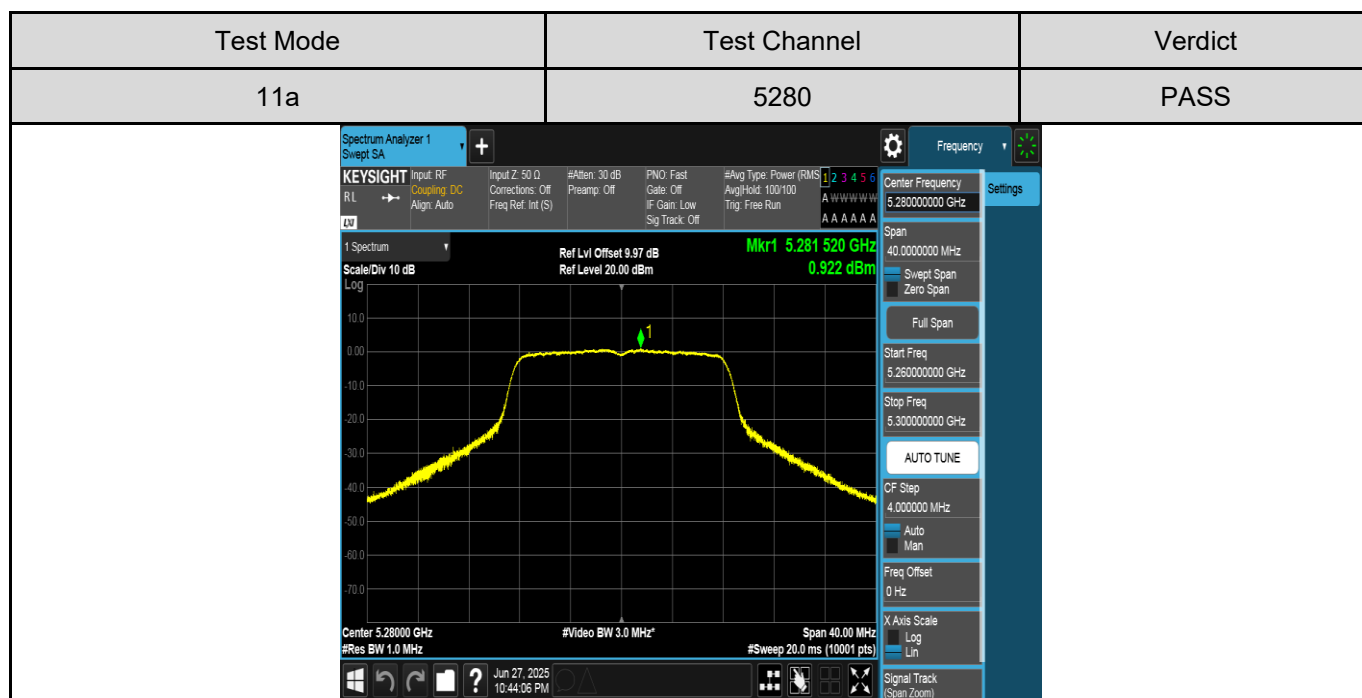 Test Mode Test Channel Verdict
11a 5280 PASS
Spectrum Analyzer 1
Swept SA
+
Frequency
KEYSIGHT Input: RF Input Z: 50 Ω #Atten: 30 dB PNO: Fast #Avg Type: Power (RMS 1 2 3 4 5 6
RL Coupling: DC Corrections: Off Preamp: Off Gate: Off Avg|Hold: 100/100 A W W W W W
Align: Auto Freq Ref: Int (S) IF Gain: Low Trig: Free Run
LXI Sig Track: Off A A A A A A
1 Spectrum
Ref Lvl Offset 9.97 dB Mkr1 5.281 520 GHz
Scale/Div 10 dB Ref Level 20.00 dBm 0.922 dBm
Log
10.0
1
0.00
-10.0
-20.0
-30.0
-40.0
-50.0
-60.0
-70.0
Center 5.28000 GHz #Video BW 3.0 MHz* Span 40.00 MHz
#Res BW 1.0 MHz #Sweep 20.0 ms (10001 pts)
? Jun 27, 2025
10:44:06 PM
Center Frequency
5.280000000 GHz
Settings
Span
40.0000000 MHz
Swept Span
Zero Span
Full Span
Start Freq
5.260000000 GHz
Stop Freq
5.300000000 GHz
AUTO TUNE
CF Step
4.000000 MHz
Auto
Man
Freq Offset
0 Hz
X Axis Scale
Log
Lin
Signal Track
(Span Zoom)